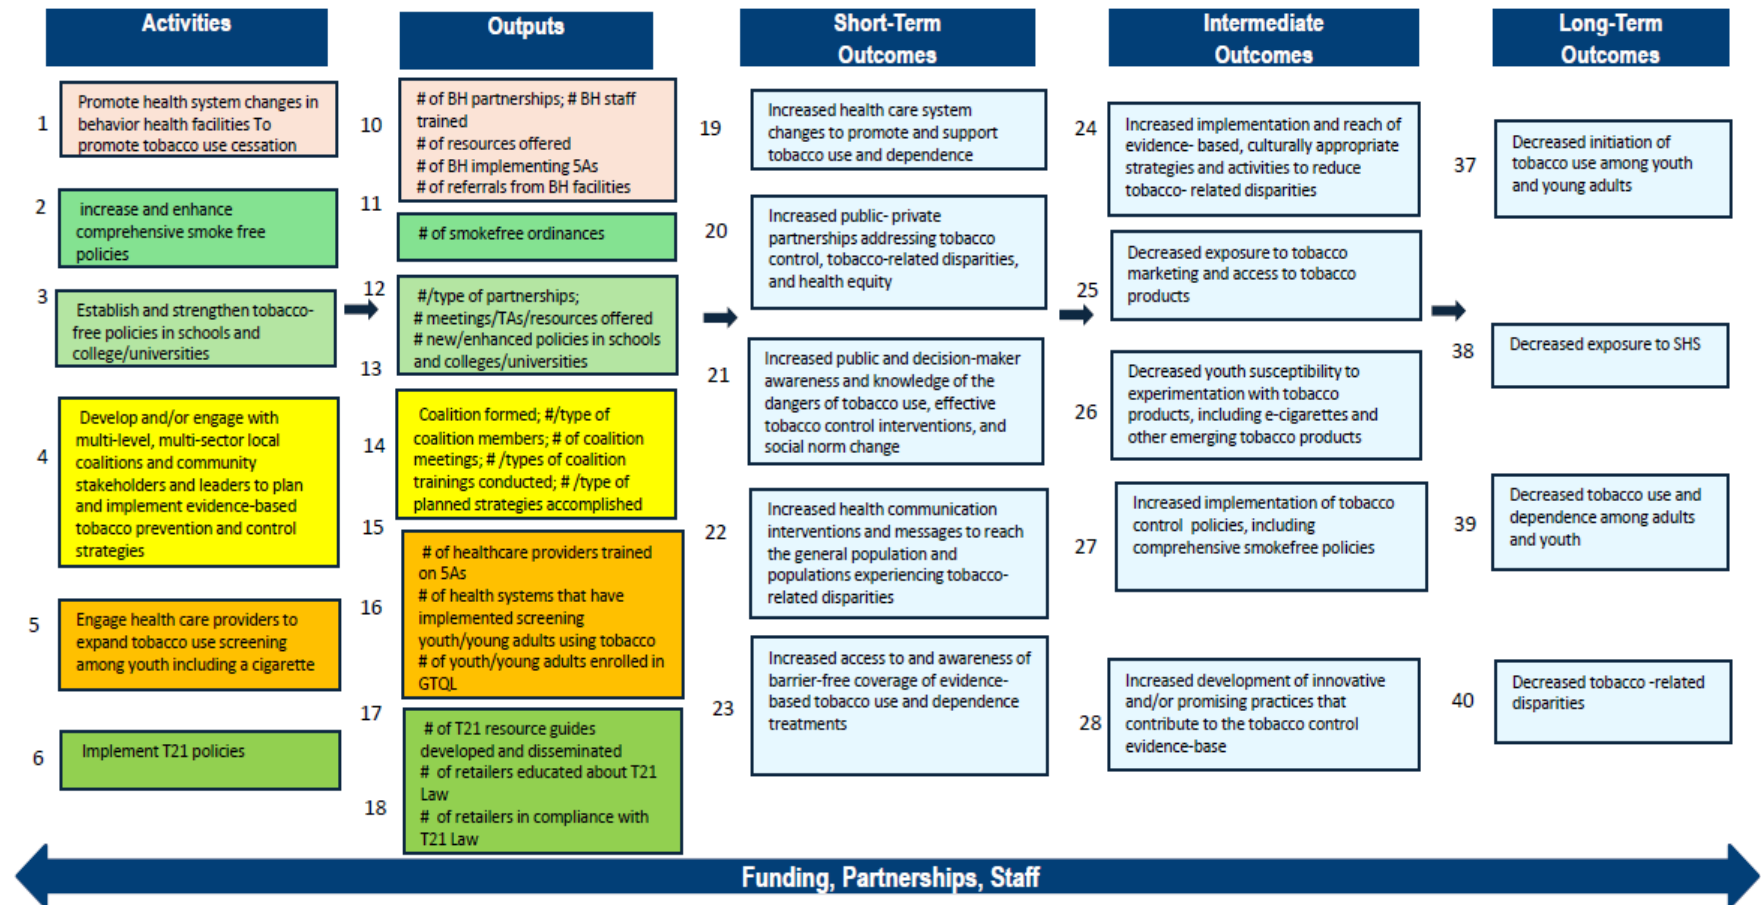 Activities
1
Promote health system changes in
behavior health facilities To
promote tobacco use cessation
2
increase and enhance
comprehensive smoke free
policies
3
Establish and strengthen tobacco-
free policies in schools and
college/universities
4
Develop and/or engage with
multi-level, multi-sector local
coalitions and community
stakeholders and leaders to plan
and implement evidence-based
tobacco prevention and control
strategies
5
Engage health care providers to
expand tobacco use screening
among youth including a cigarette
6
Implement T21 policies
Outputs
10
# of BH partnerships; # BH staff
trained
# of resources offered
# of BH implementing 5As
# of referrals from BH facilities
11
# of smokefree ordinances
12
#/type of partnerships;
# meetings/TAs/resources offered
# new/enhanced policies in schools
and colleges/universities
13
14
Coalition formed; #/type of
coalition members; # of coalition
meetings; # /types of coalition
trainings conducted; # /type of
planned strategies accomplished
15
# of healthcare providers trained
on 5As
# of health systems that have
implemented screening
youth/young adults using tobacco
# of youth/young adults enrolled in
GTQL
16
17
# of T21 resource guides
developed and disseminated
# of retailers educated about T21
Law
# of retailers in compliance with
T21 Law
18
Short-Term
Outcomes
19
Increased health care system
changes to promote and support
tobacco use and dependence
20
Increased public- private
partnerships addressing tobacco
control, tobacco-related disparities,
and health equity
21
Increased public and decision-maker
awareness and knowledge of the
dangers of tobacco use, effective
tobacco control interventions, and
social norm change
22
Increased health communication
interventions and messages to reach
the general population and
populations experiencing tobacco-
related disparities
23
Increased access to and awareness of
barrier-free coverage of evidence-
based tobacco use and dependence
treatments
Intermediate
Outcomes
24
Increased implementation and reach of
evidence- based, culturally appropriate
strategies and activities to reduce
tobacco- related disparities
25
Decreased exposure to tobacco
marketing and access to tobacco
products
26
Decreased youth susceptibility to
experimentation with tobacco
products, including e-cigarettes and
other emerging tobacco products
27
Increased implementation of tobacco
control policies, including
comprehensive smokefree policies
28
Increased development of innovative
and/or promising practices that
contribute to the tobacco control
evidence-base
Long-Term
Outcomes
37
Decreased initiation of
tobacco use among youth
and young adults
38
Decreased exposure to SHS
39
Decreased tobacco use and
dependence among adults
and youth
40
Decreased tobacco -related
disparities
Funding, Partnerships, Staff